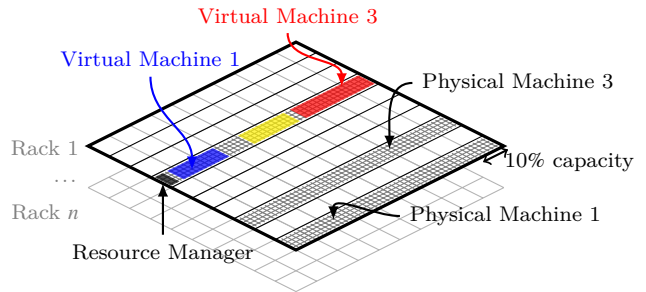 Virtual Machine 3
Virtual Machine 1
Physical Machine 3
Rack 1
10% capacity
...
Rack n
Physical Machine 1
Resource Manager